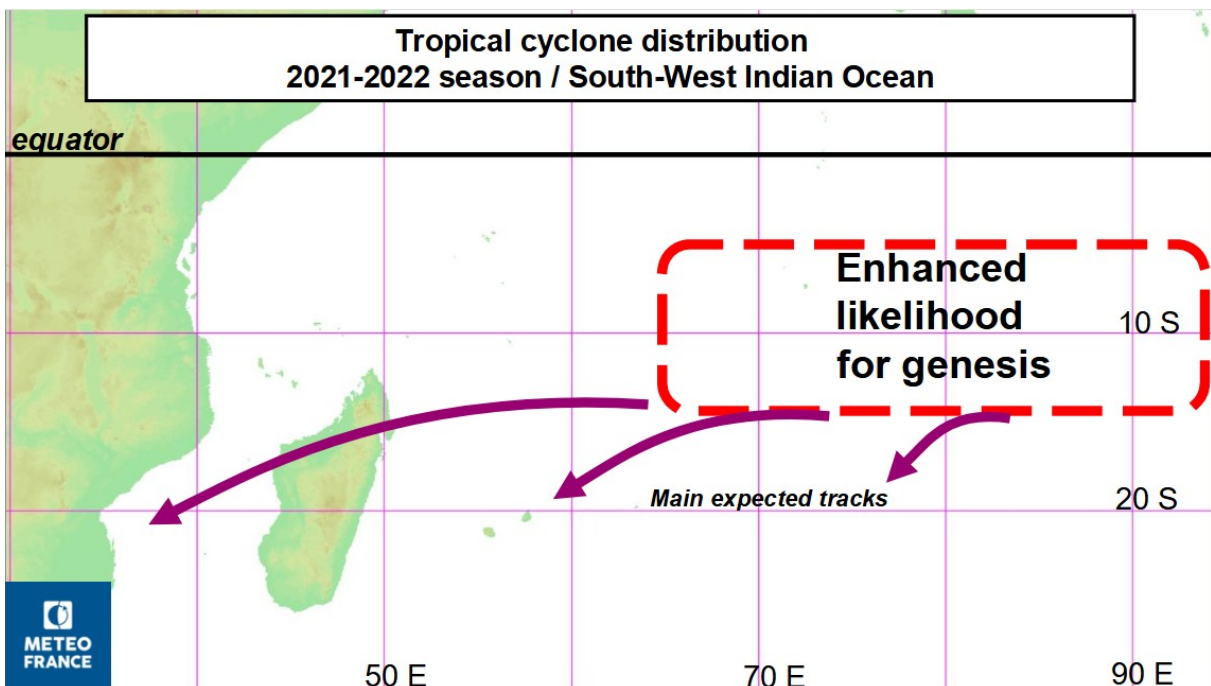 Tropical cyclone distribution
2021-2022 season / South-West Indian Ocean
equator
Enhanced
likelihood
for genesis
10 S
Main expected tracks
20 S
METEO
FRANCE
50 E
70 E
90 E